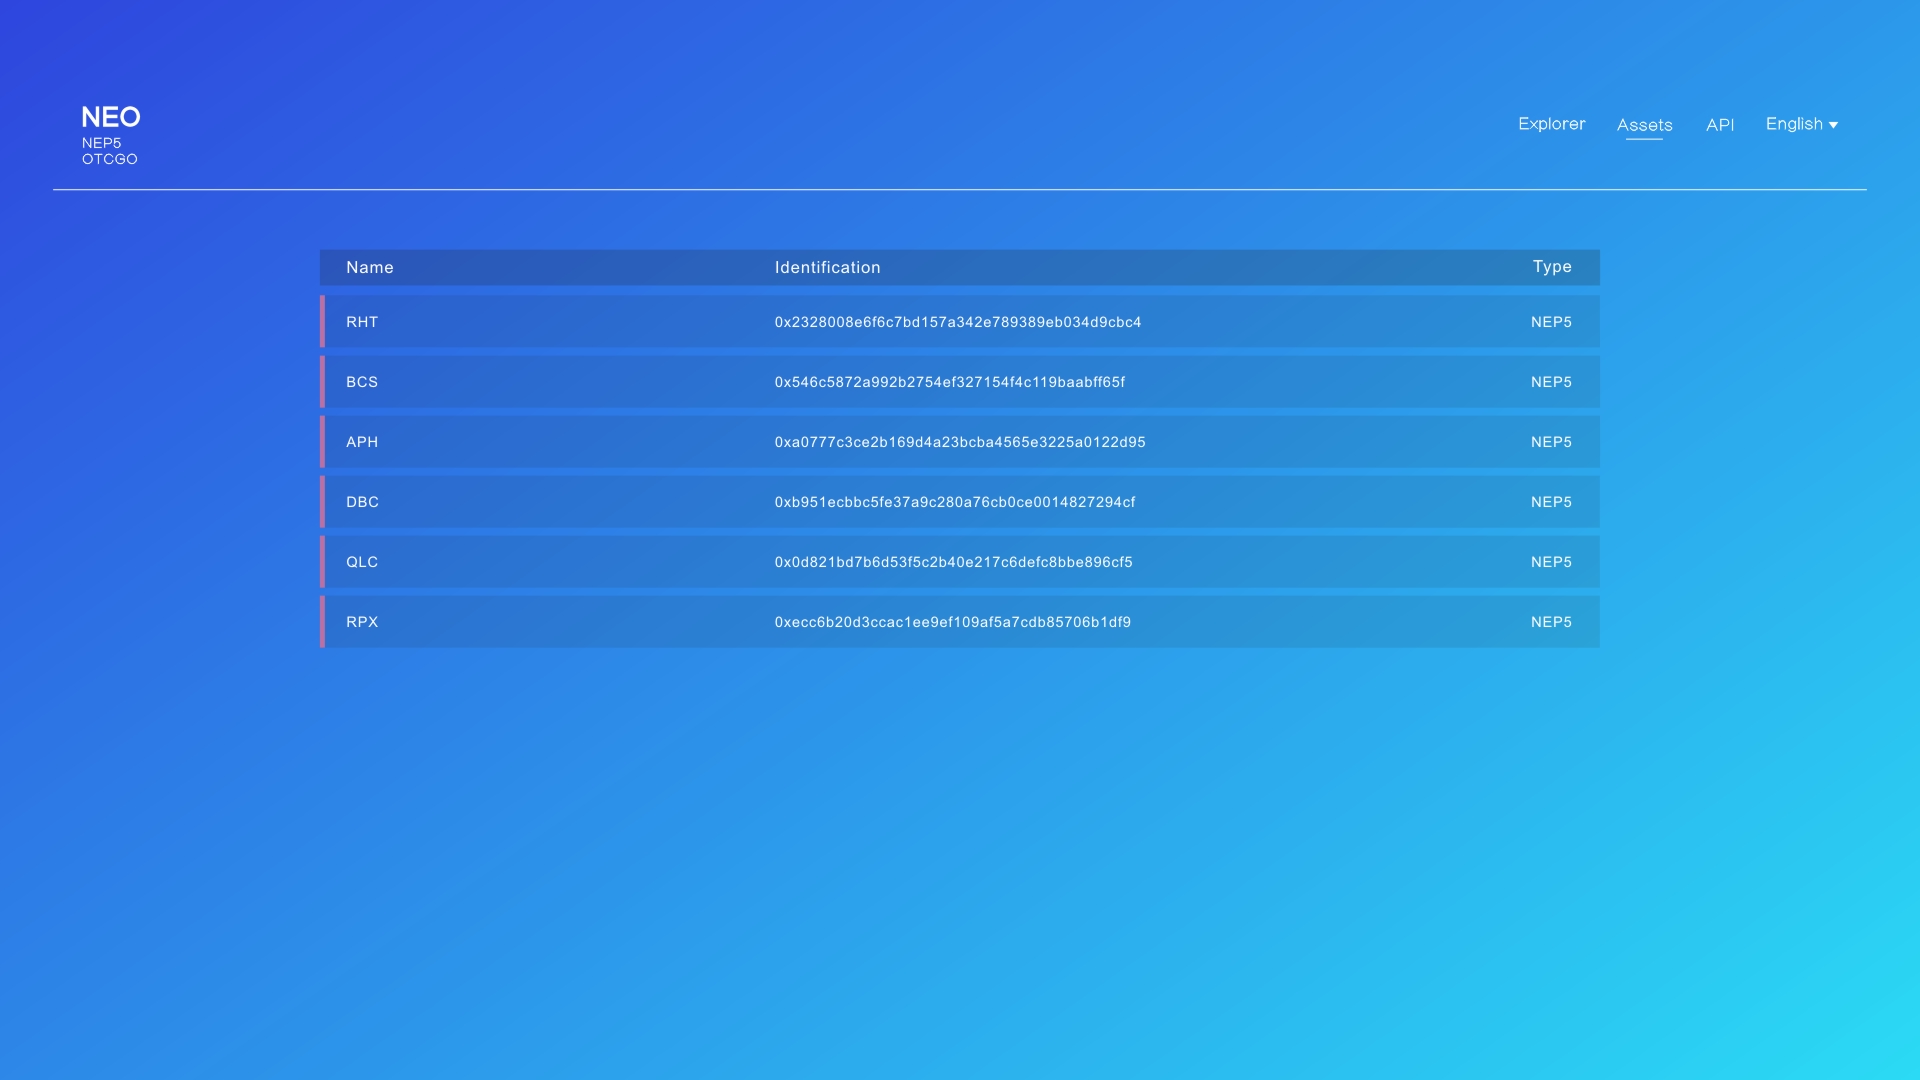 NEO
NEP5
OTCGO
Explorer Assets API English
Name Identification Type
RHT 0x2328008e6f6c7bd157a342e789389eb034d9cbc4 NEP5
BCS 0x546c5872a992b2754ef327154f4c119baabff65f NEP5
APH 0xa0777c3ce2b169d4a23bcba4565e3225a0122d95 NEP5
DBC 0xb951ecbbc5fe37a9c280a76cb0ce0014827294cf NEP5
QLC 0x0d821bd7b6d53f5c2b40e217c6defc8bbe896cf5 NEP5
RPX 0xecc6b20d3ccac1ee9ef109af5a7cdb85706b1df9 NEP5